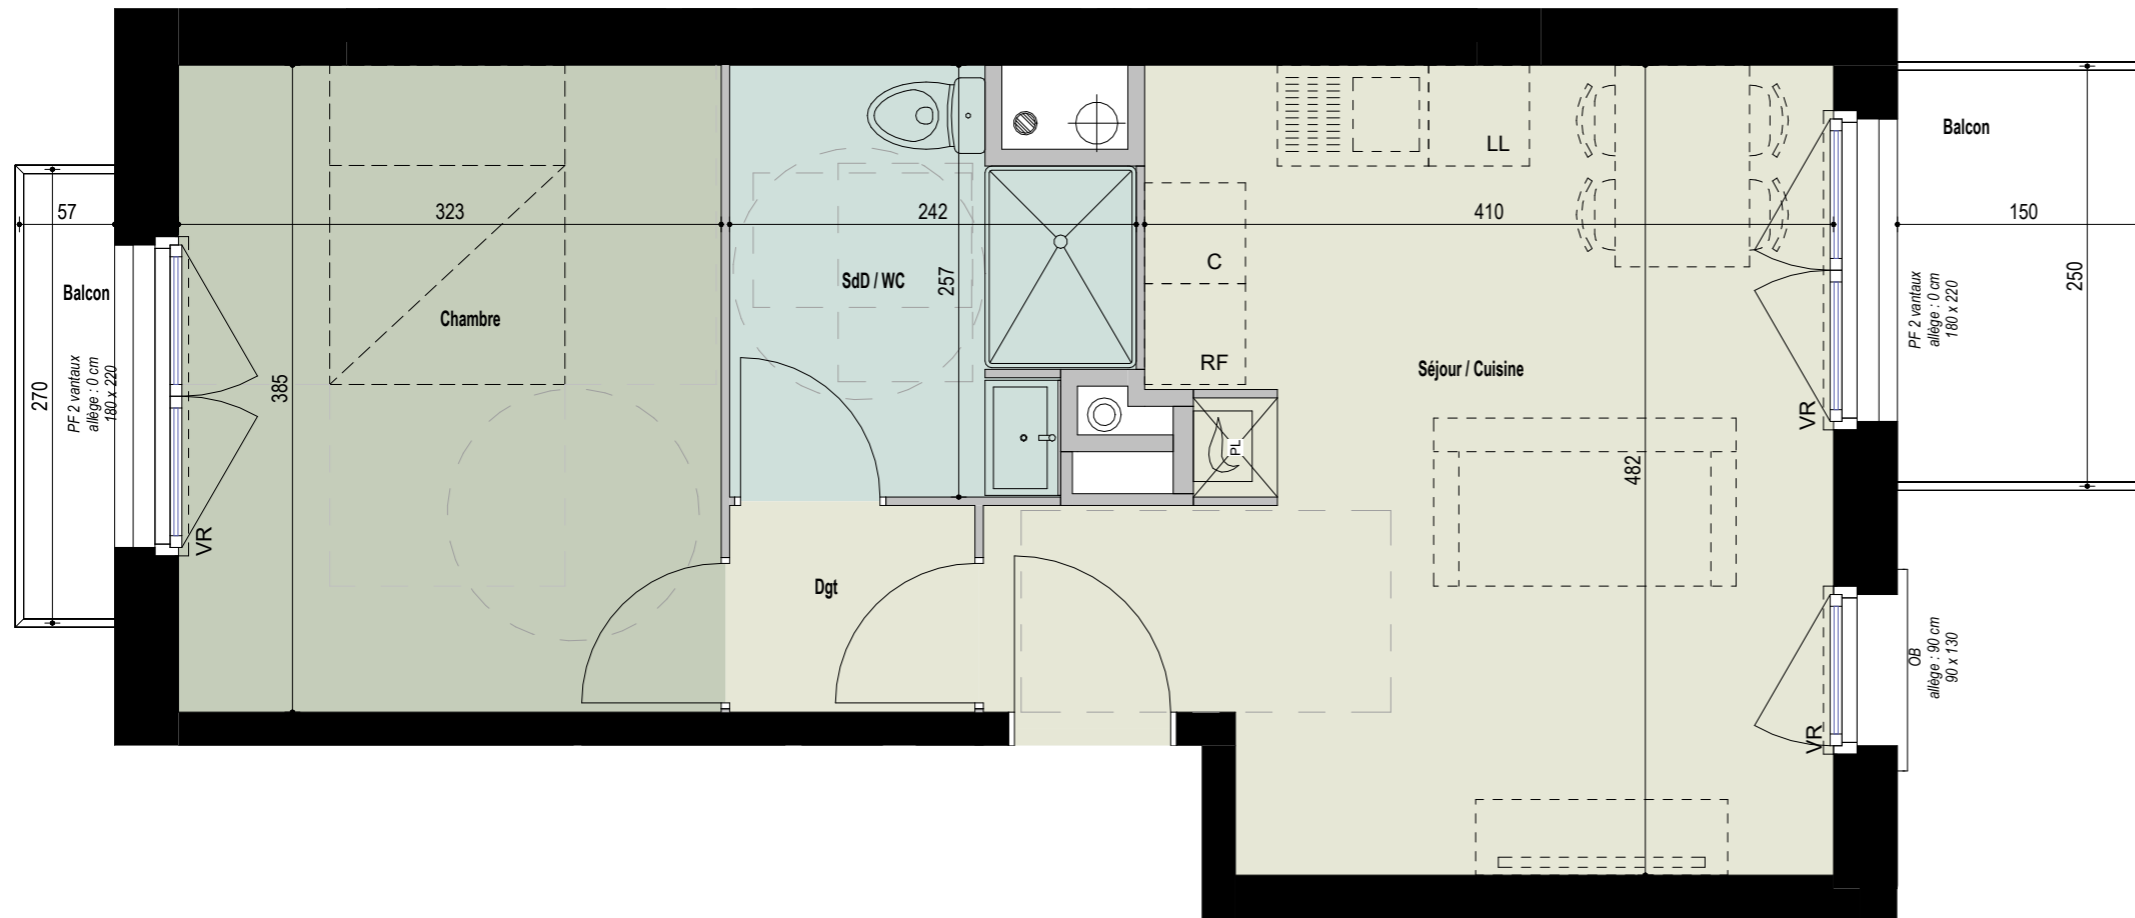 57
323
242
410
150
Balcon
PF 2 vantaux
allège : 0 cm
180 x 220
270
VR
385
Chambre
SdD / WC
257
Dgt
LL
C
RF
PL
Séjour / Cuisine
482
VR
VR
Balcon
PF 2 vantaux
allège : 0 cm
180 x 220
250
OB
allège : 90 cm
90 x 130